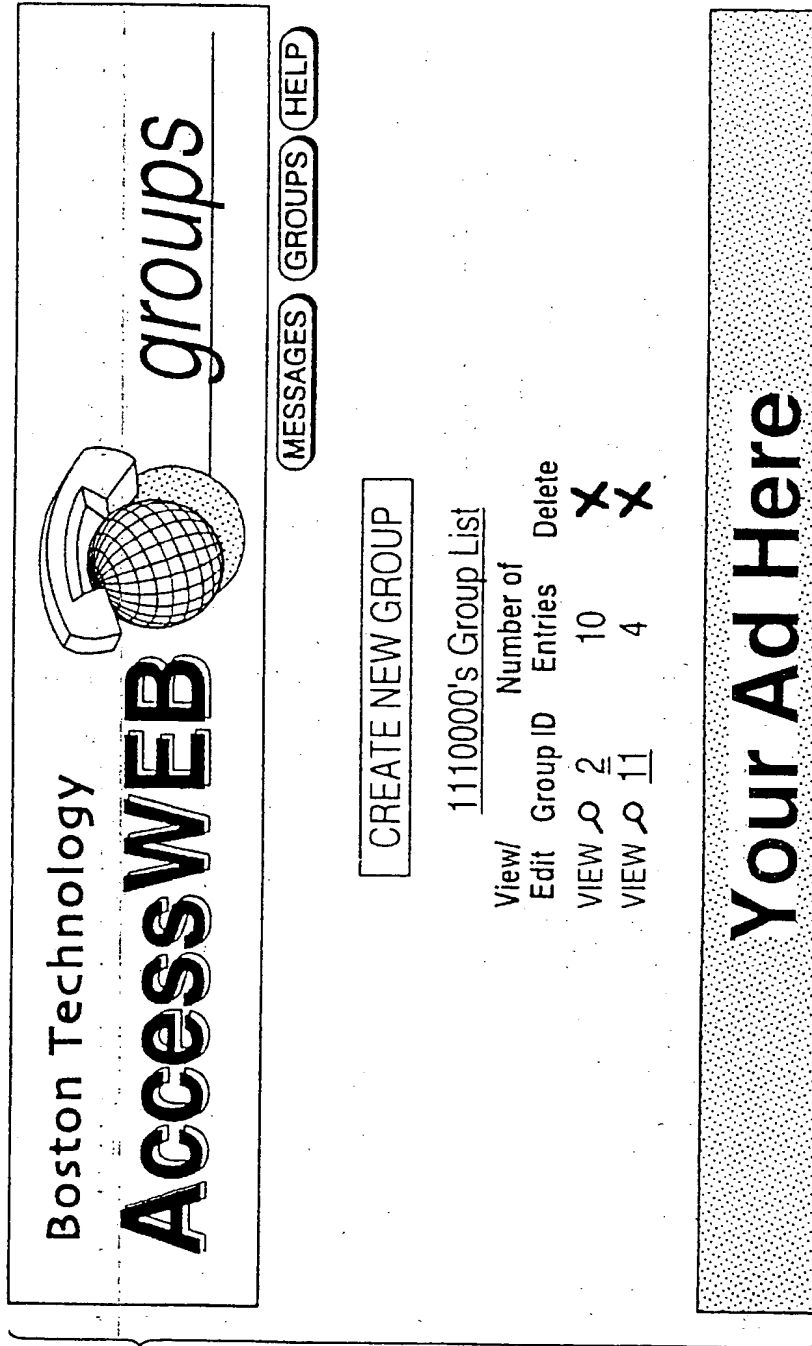 Boston Technology
AccessWEB groups
MESSAGES GROUPS HELP
CREATE NEW GROUP
1110000's Group List
View/ Number of
Edit Group ID Entries Delete
VIEW 2 10 X
VIEW 11 4 X
Your Ad Here